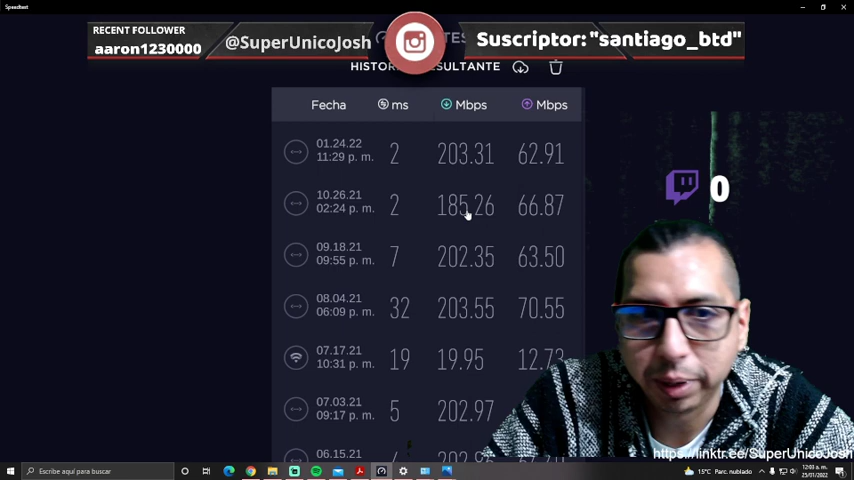 Speedtest
RECENT FOLLOWER
aaron1230000
@SuperUnicoJosh
Suscriptor: "santiago_btd"
Fecha ms Mbps Mbps
01.24.22
11:29 p. m.
2 203.31 62.91
10.26.21
02:24 p. m.
2 185.26 66.87
09.18.21
09:55 p. m.
7 202.35 63.50
08.04.21
06:09 p. m.
32 203.55 70.55
07.17.21
10:31 p. m.
19 19.95 12.73
07.03.21
09:17 p. m.
5 202.97
06.15.21
0
https://linktr.ee/SuperUnicoJosh
Escribe aquí para buscar
15°C Parc. nublado
12:03 a. m.
25/01/2022